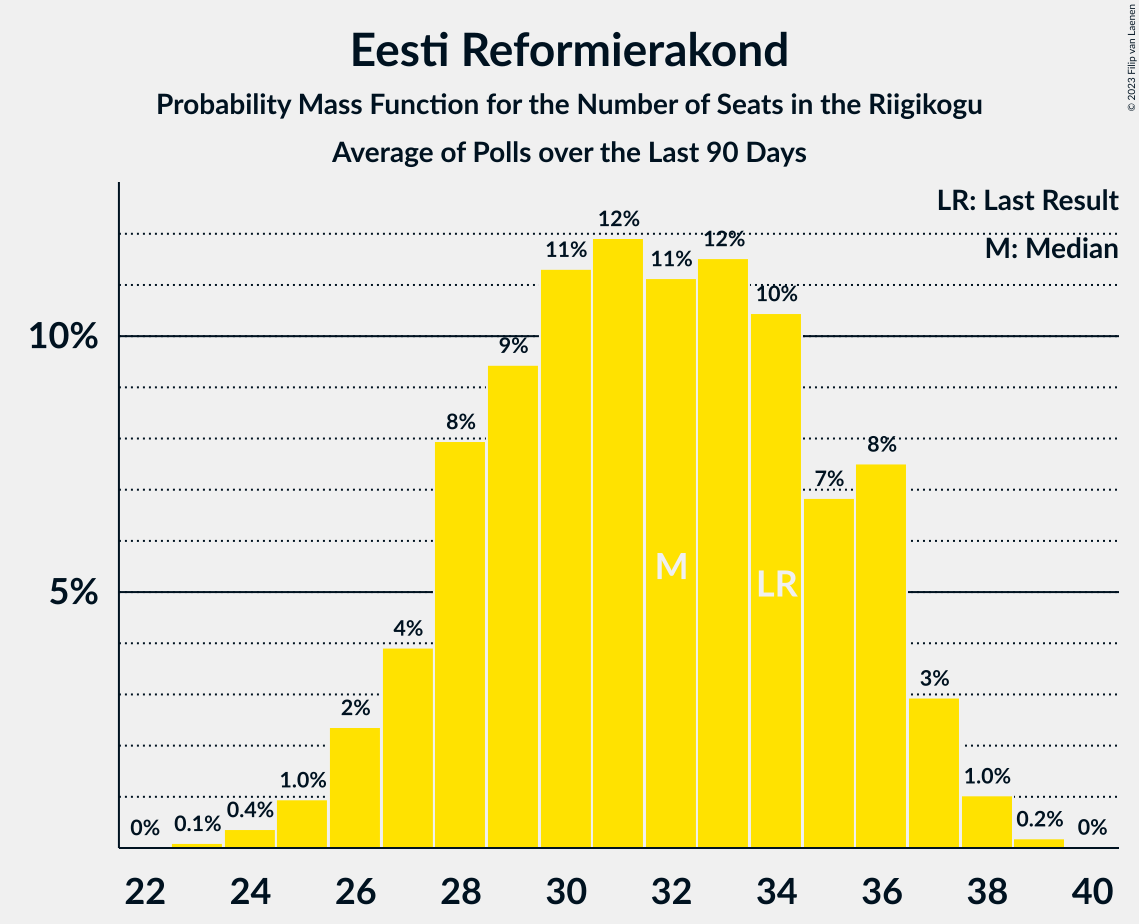 Eesti Reformierakond
Probability Mass Function for the Number of Seats in the Riigikogu
Average of Polls over the Last 90 Days
© 2023 Filip van Laenen
LR: Last Result
M: Median
10%
5%
0%
0.1%
0.4%
1.0%
2%
4%
8%
9%
11%
12%
11%
12%
10%
7%
8%
3%
1.0%
0.2%
0%
M
LR
22 24 26 28 30 32 34 36 38 40